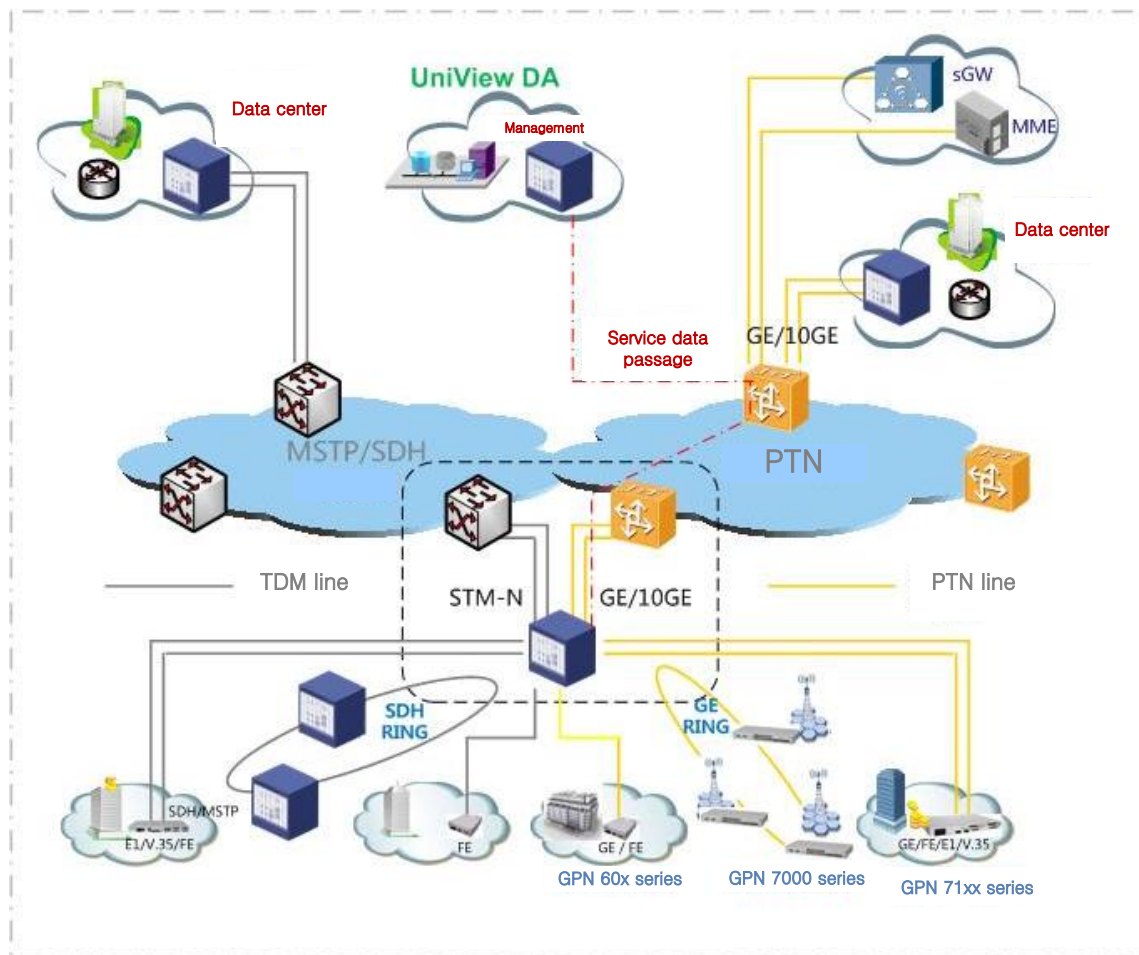 UniView DA
sGW
Data center
Management
MME
Data center
Service data
passage
GE/10GE
MSTP/SDH
PTN
TDM line
PTN line
STM-N
GE/10GE
SDH
RING
GE
RING
SDH/MSTP
E1/V.35/FE
FE
GE / FE
GE/FE/E1/V.35
GPN 60x series
GPN 7000 series
GPN 71xx series